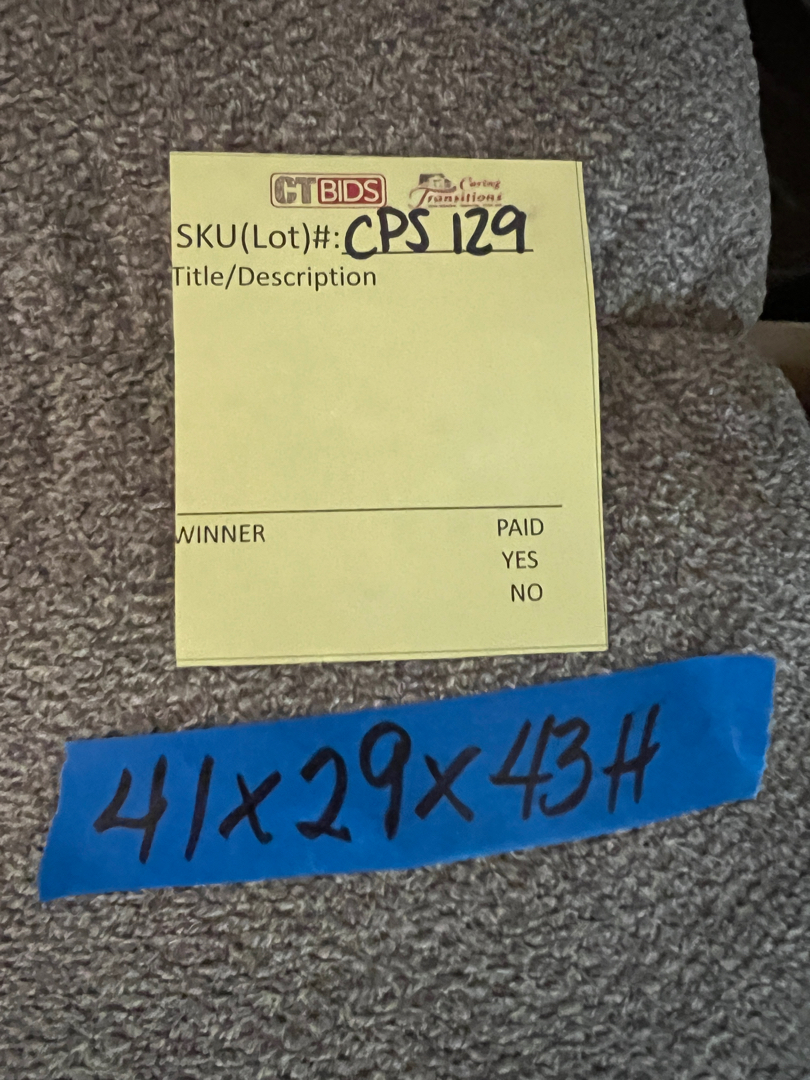 CTBIDS
Caring
Transitions
SKU(Lot)#: CPS 129
Title/Description
WINNER
PAID
YES
NO
41x29x43H